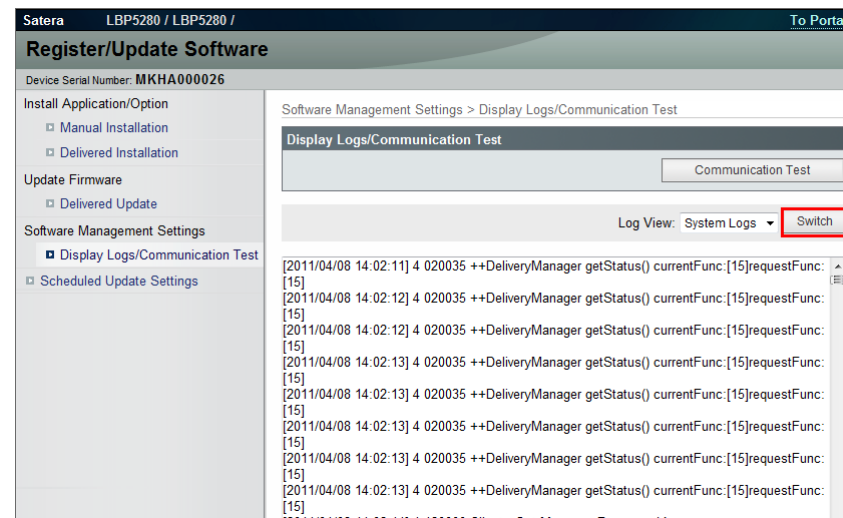 Satera LBP5280 / LBP5280 / To Porta
Register/Update Software
Device Serial Number: MKHA000026
Install Application/Option
Manual Installation
Delivered Installation
Update Firmware
Delivered Update
Software Management Settings
Display Logs/Communication Test
Scheduled Update Settings
Software Management Settings > Display Logs/Communication Test
Display Logs/Communication Test
Communication Test
Log View: System Logs Switch
[2011/04/08 14:02:11] 4 020035 ++DeliveryManager getStatus() currentFunc:[15]requestFunc:
[15]
[2011/04/08 14:02:12] 4 020035 ++DeliveryManager getStatus() currentFunc:[15]requestFunc:
[15]
[2011/04/08 14:02:12] 4 020035 ++DeliveryManager getStatus() currentFunc:[15]requestFunc:
[15]
[2011/04/08 14:02:13] 4 020035 ++DeliveryManager getStatus() currentFunc:[15]requestFunc:
[15]
[2011/04/08 14:02:13] 4 020035 ++DeliveryManager getStatus() currentFunc:[15]requestFunc:
[15]
[2011/04/08 14:02:13] 4 020035 ++DeliveryManager getStatus() currentFunc:[15]requestFunc:
[15]
[2011/04/08 14:02:13] 4 020035 ++DeliveryManager getStatus() currentFunc:[15]requestFunc:
[15]
[2011/04/08 14:02:13] 4 020035 ++DeliveryManager getStatus() currentFunc:[15]requestFunc:
[15]